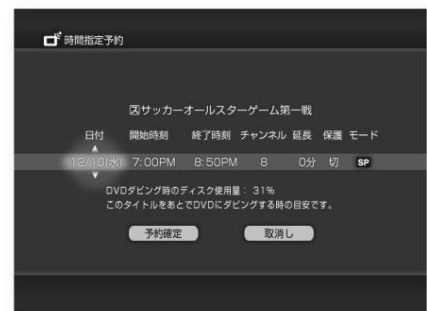 時間指定予約
スサッカーオールスターゲーム第一戦
日付 開始時刻 終了時刻 チャンネル 延長 保護 モード
12/10(水) 7:00PM 8:50PM 8 0分 切 SP
DVDダビング時のディスク使用量： 31%
このタイトルをあとでDVDにダビングする時の目安です。
予約確定 取消し